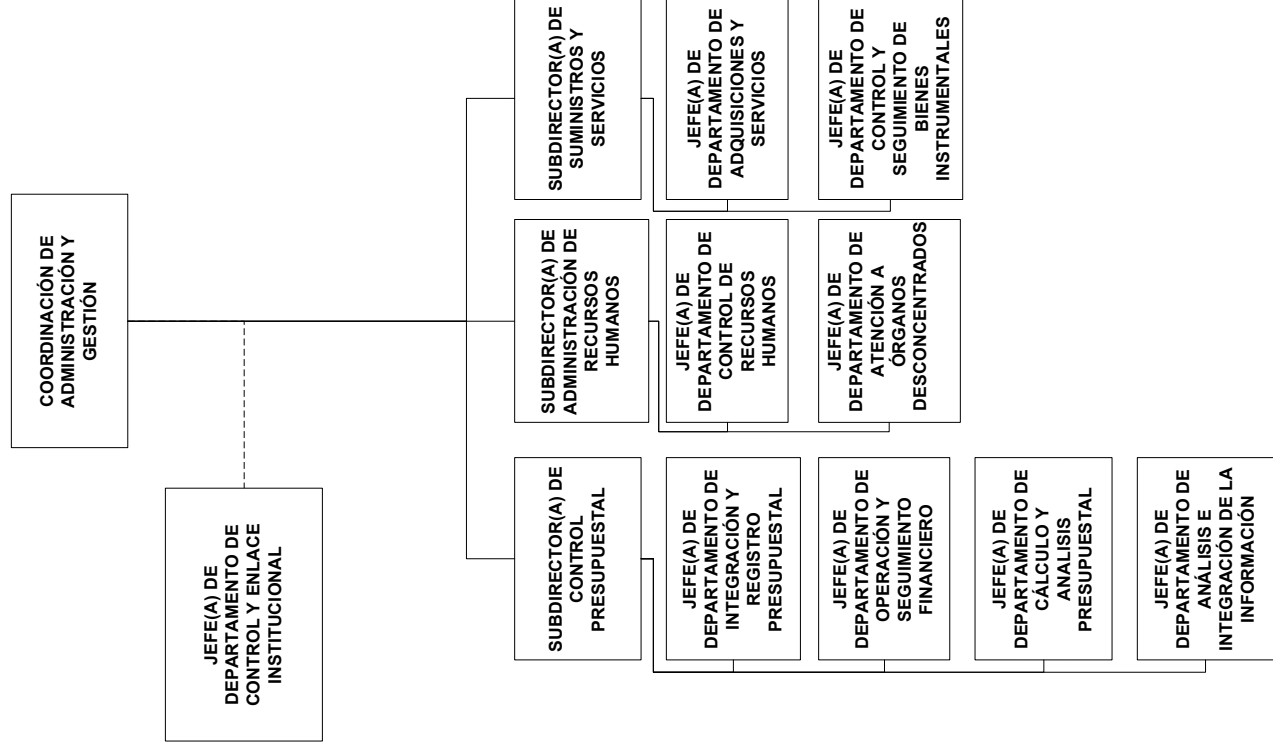 COORDINACIÓN DE
ADMINISTRACIÓN Y
GESTIÓN
JEFE(A) DE
DEPARTAMENTO DE
CONTROL Y ENLACE
INSTITUCIONAL
SUBDIRECTOR(A) DE
CONTROL
PRESUPUESTAL
JEFE(A) DE
DEPARTAMENTO DE
INTEGRACIÓN Y
REGISTRO
PRESUPUESTAL
JEFE(A) DE
DEPARTAMENTO DE
OPERACIÓN Y
SEGUIMIENTO
FINANCIERO
JEFE(A) DE
DEPARTAMENTO DE
CÁLCULO Y
ANALISIS
PRESUPUESTAL
JEFE(A) DE
DEPARTAMENTO DE
ANÁLISIS E
INTEGRACIÓN DE LA
INFORMACIÓN
SUBDIRECTOR(A) DE
ADMINISTRACIÓN DE
RECURSOS
HUMANOS
JEFE(A) DE
DEPARTAMENTO DE
CONTROL DE
RECURSOS
HUMANOS
JEFE(A) DE
DEPARTAMENTO DE
ATENCIÓN A
ÓRGANOS
DESCONCENTRADOS
SUBDIRECTOR(A) DE
SUMINISTROS Y
SERVICIOS
JEFE(A) DE
DEPARTAMENTO DE
ADQUISICIONES Y
SERVICIOS
JEFE(A) DE
DEPARTAMENTO DE
CONTROL Y
SEGUIMIENTO DE
BIENES
INSTRUMENTALES